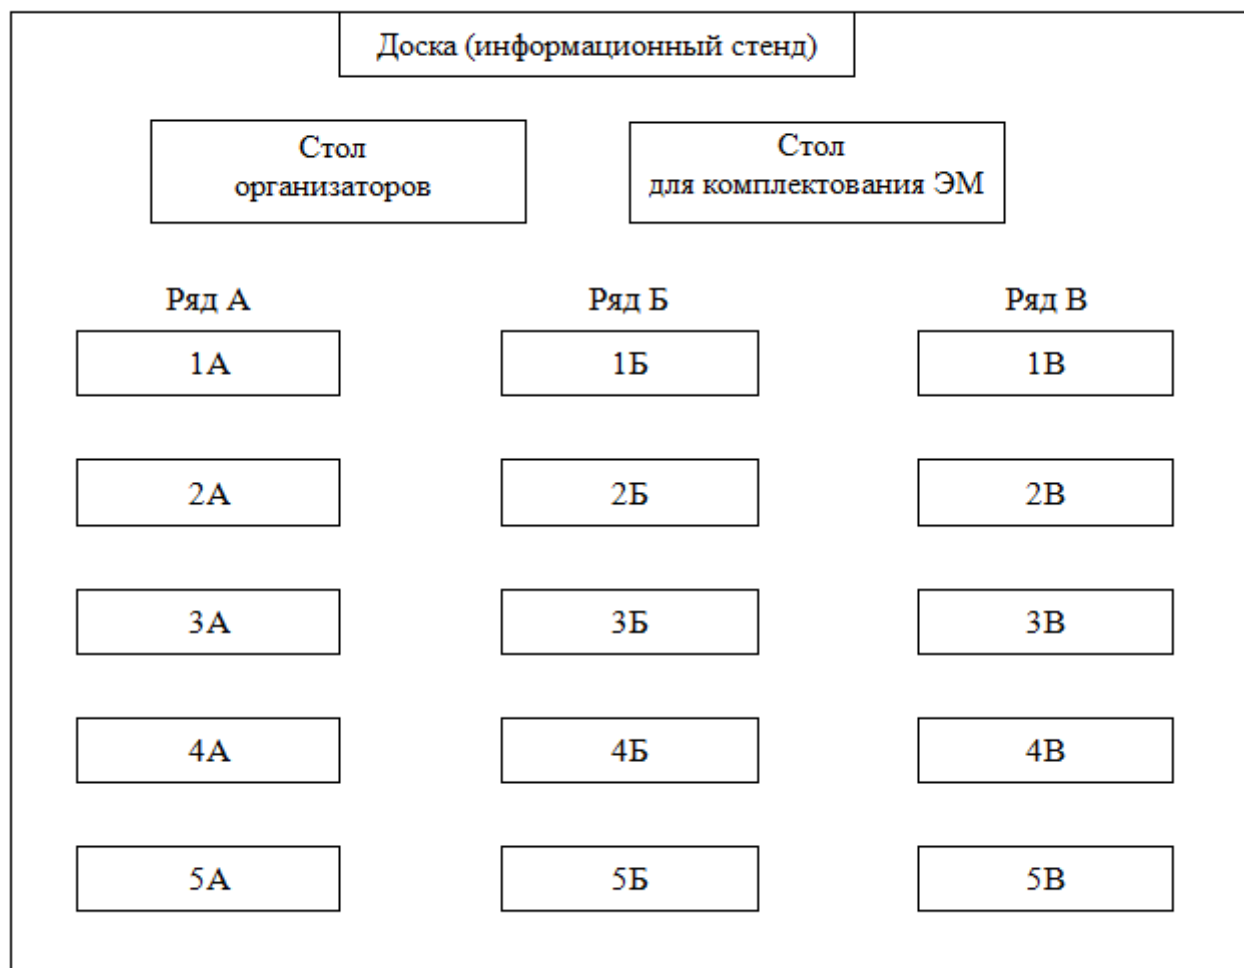 Доска (информационный стенд)
Стол
организаторов
Стол
для комплектования ЭМ
Ряд А
Ряд Б
Ряд В
1А
1Б
1В
2А
2Б
2В
3А
3Б
3В
4А
4Б
4В
5А
5Б
5В